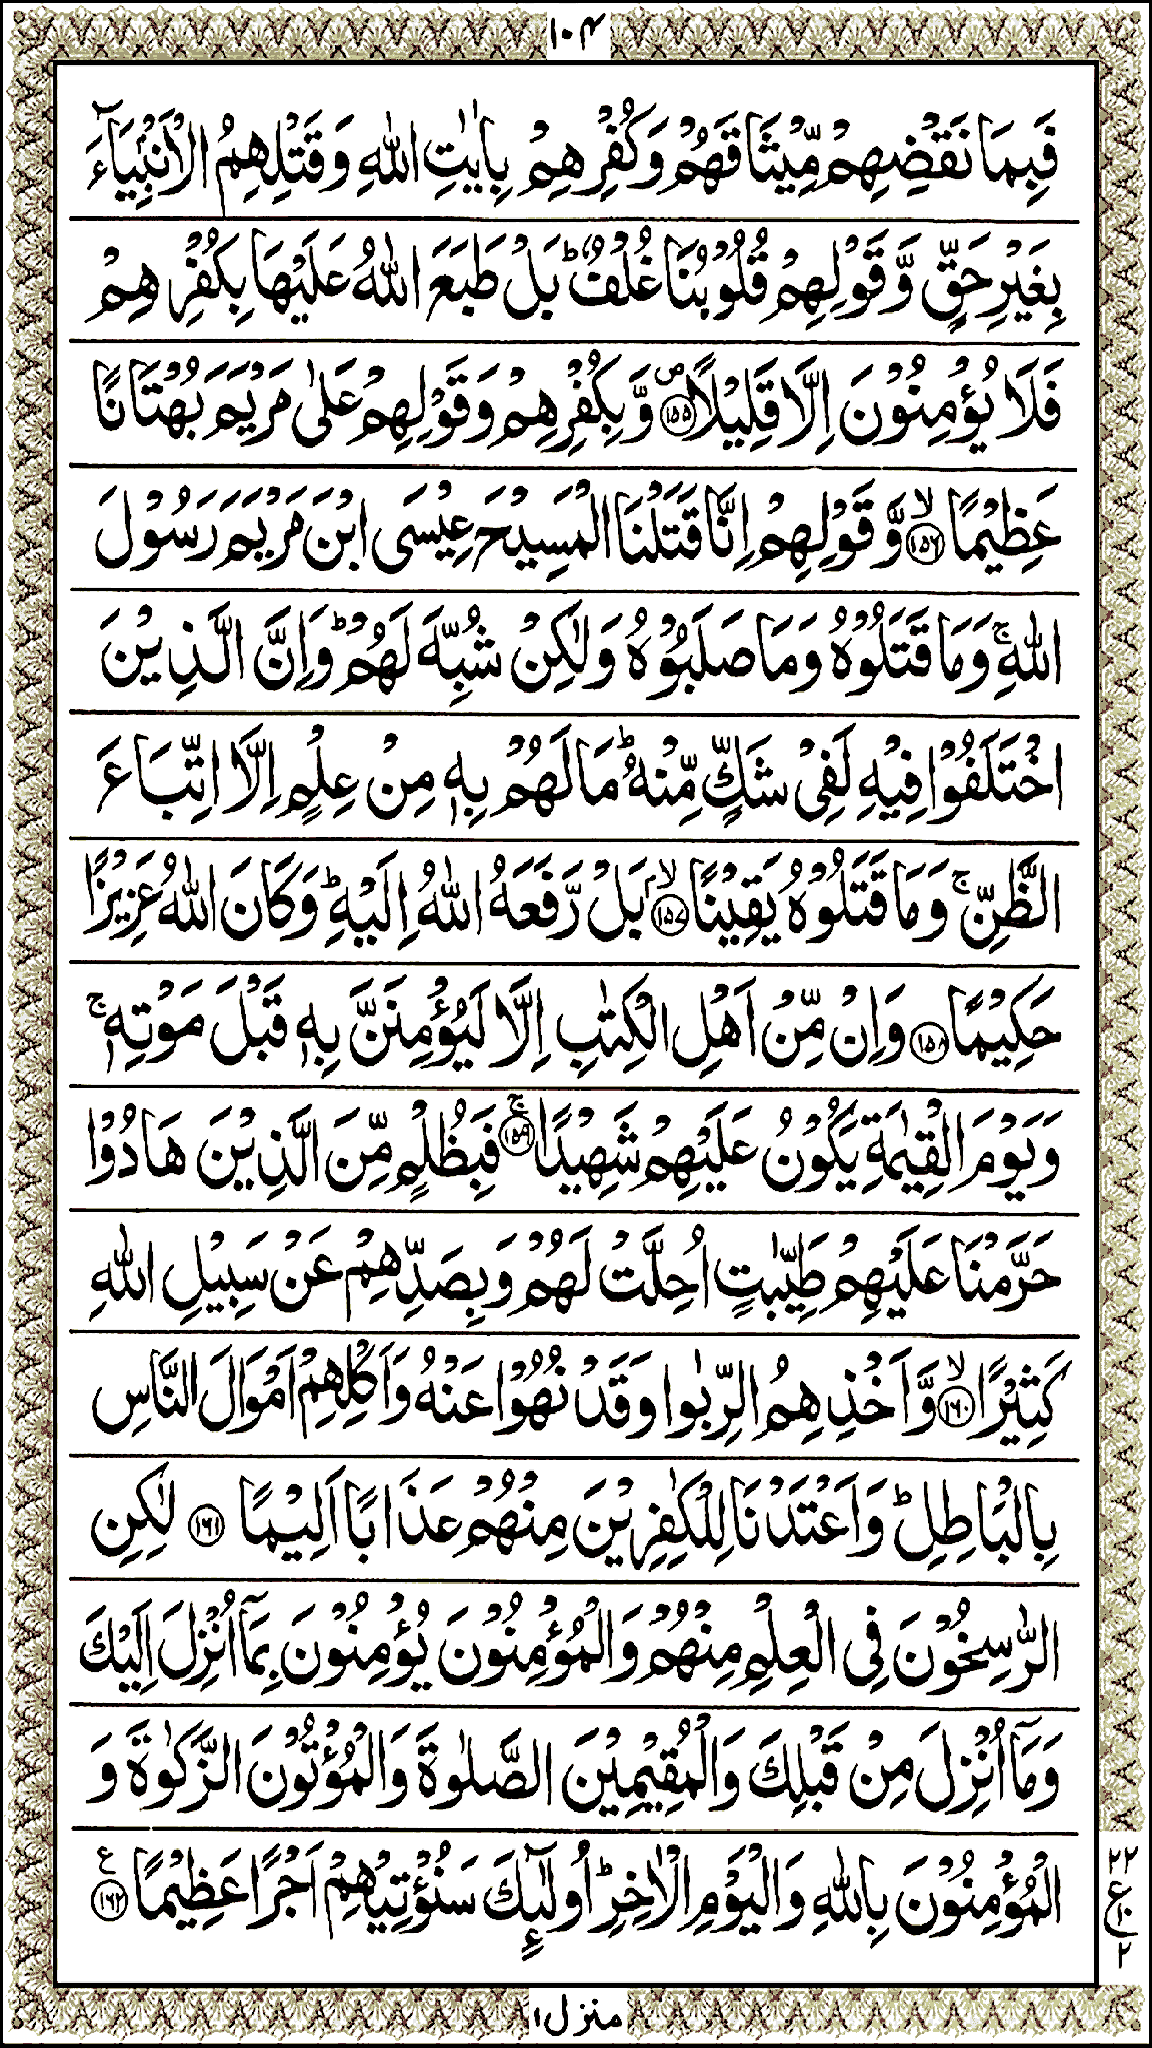 ۱۰۴
فَبِمَا نَقْضِهِمْ مِّيْثَاقَهُمْ وَكُفْرِهِمْ بِاٰيٰتِ اللّٰهِ وَقَتْلِهِمُ الْاَنْۢبِيَآءَ
بِغَيْرِ حَقٍّ وَّقَوْلِهِمْ قُلُوْبُنَا غُلْفٌ ؕ بَلْ طَبَعَ اللّٰهُ عَلَيْهَا بِكُفْرِهِمْ
فَلَا يُؤْمِنُوْنَ اِلَّا قَلِيْلًا ۪﴿۱۵۵﴾ وَّبِكُفْرِهِمْ وَقَوْلِهِمْ عَلٰى مَرْيَمَ بُهْتَانًا
عَظِيْمًا ۙ﴿۱۵۶﴾ وَّقَوْلِهِمْ اِنَّا قَتَلْنَا الْمَسِيْحَ عِيْسَى ابْنَ مَرْيَمَ رَسُوْلَ
اللّٰهِ ۚ وَمَا قَتَلُوْهُ وَمَا صَلَبُوْهُ وَلٰكِنْ شُبِّهَ لَهُمْ ؕ وَاِنَّ الَّذِيْنَ
اخْتَلَفُوْا فِيْهِ لَفِيْ شَكٍّ مِّنْهُ ؕ مَا لَهُمْ بِهٖ مِنْ عِلْمٍ اِلَّا اتِّبَاعَ
الظَّنِّ ۚ وَمَا قَتَلُوْهُ يَقِيْنًۢا ۙ﴿۱۵۷﴾ بَلْ رَّفَعَهُ اللّٰهُ اِلَيْهِ ؕ وَكَانَ اللّٰهُ عَزِيْزًا
حَكِيْمًا ﴿۱۵۸﴾ وَاِنْ مِّنْ اَهْلِ الْكِتٰبِ اِلَّا لَيُؤْمِنَنَّ بِهٖ قَبْلَ مَوْتِهٖ ۚ
وَيَوْمَ الْقِيٰمَةِ يَكُوْنُ عَلَيْهِمْ شَهِيْدًا ۚ﴿۱۵۹﴾ فَبِظُلْمٍ مِّنَ الَّذِيْنَ هَادُوْا
حَرَّمْنَا عَلَيْهِمْ طَيِّبٰتٍ اُحِلَّتْ لَهُمْ وَبِصَدِّهِمْ عَنْ سَبِيْلِ اللّٰهِ
كَثِيْرًا ۙ﴿۱۶۰﴾ وَّاَخْذِهِمُ الرِّبٰوا وَقَدْ نُهُوْا عَنْهُ وَاَكْلِهِمْ اَمْوَالَ النَّاسِ
بِالْبَاطِلِ ؕ وَاَعْتَدْنَا لِلْكٰفِرِيْنَ مِنْهُمْ عَذَابًا اَلِيْمًا ﴿۱۶۱﴾ لٰكِنِ
الرّٰسِخُوْنَ فِي الْعِلْمِ مِنْهُمْ وَالْمُؤْمِنُوْنَ يُؤْمِنُوْنَ بِمَاۤ اُنْزِلَ اِلَيْكَ
وَمَاۤ اُنْزِلَ مِنْ قَبْلِكَ وَالْمُقِيْمِيْنَ الصَّلٰوةَ وَالْمُؤْتُوْنَ الزَّكٰوةَ وَ
الْمُؤْمِنُوْنَ بِاللّٰهِ وَالْيَوْمِ الْاٰخِرِ ؕ اُولٰٓئِكَ سَنُؤْتِيْهِمْ اَجْرًا عَظِيْمًا ﴿۱۶۲﴾ ع
۲۲
ع
۱۰
۲
منزل ۱